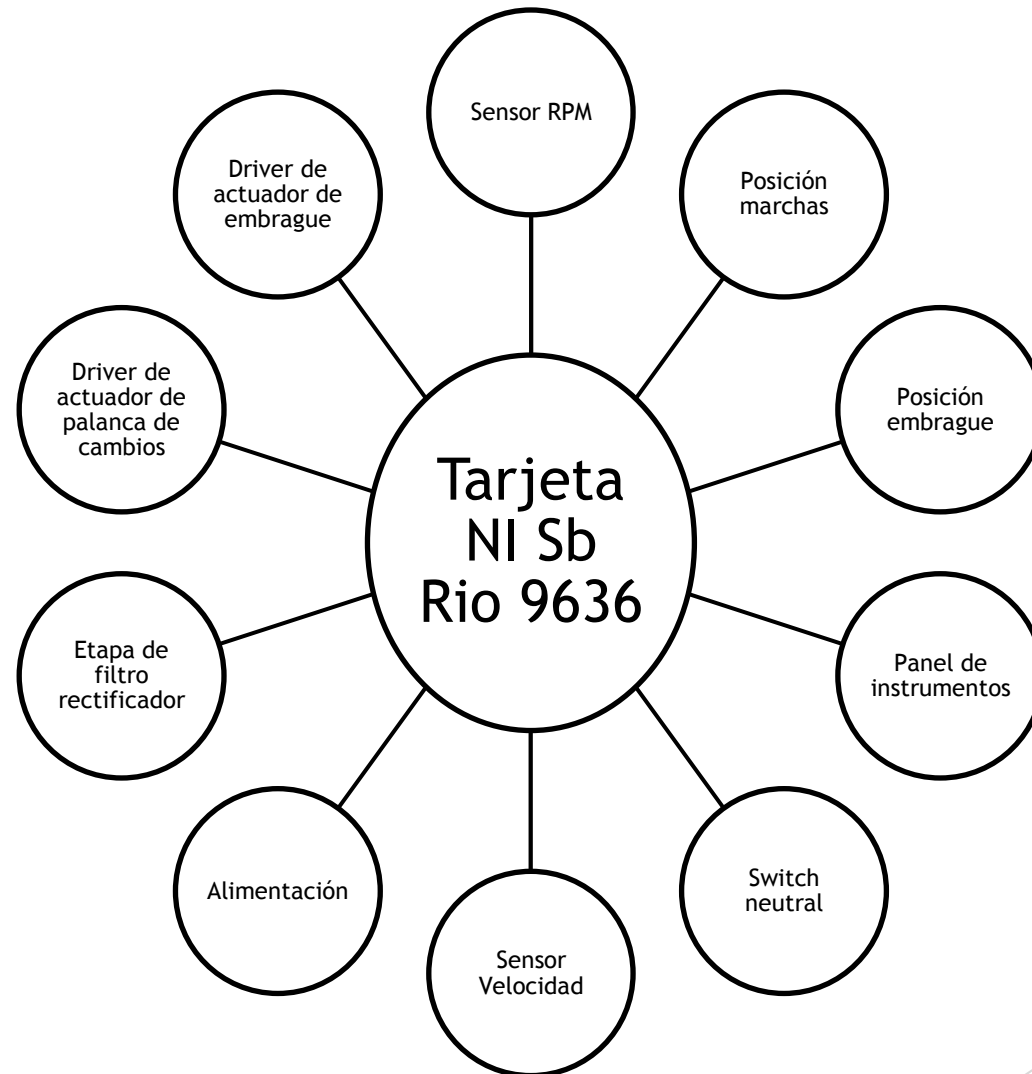 Sensor RPM
Posición
marchas
Posición
embrague
Panel de
instrumentos
Switch
neutral
Sensor
Velocidad
Alimentación
Etapa de
filtro
rectificador
Driver de
actuador de
palanca de
cambios
Driver de
actuador de
embrague
Tarjeta
NI Sb
Rio 9636